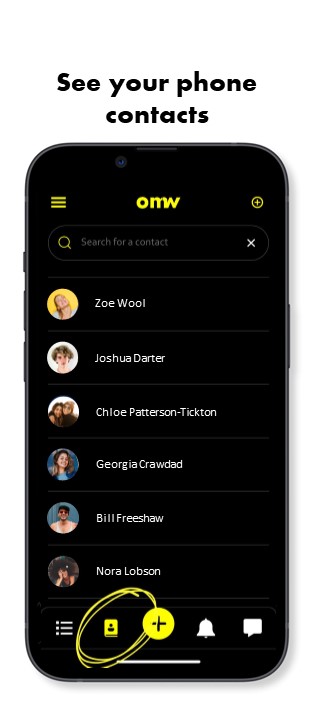 See your phone
contacts
omw
Search for a contact
Zoe Wool
Joshua Darter
Chloe Patterson-Tickton
Georgia Crawdad
Bill Freeshaw
Nora Lobson